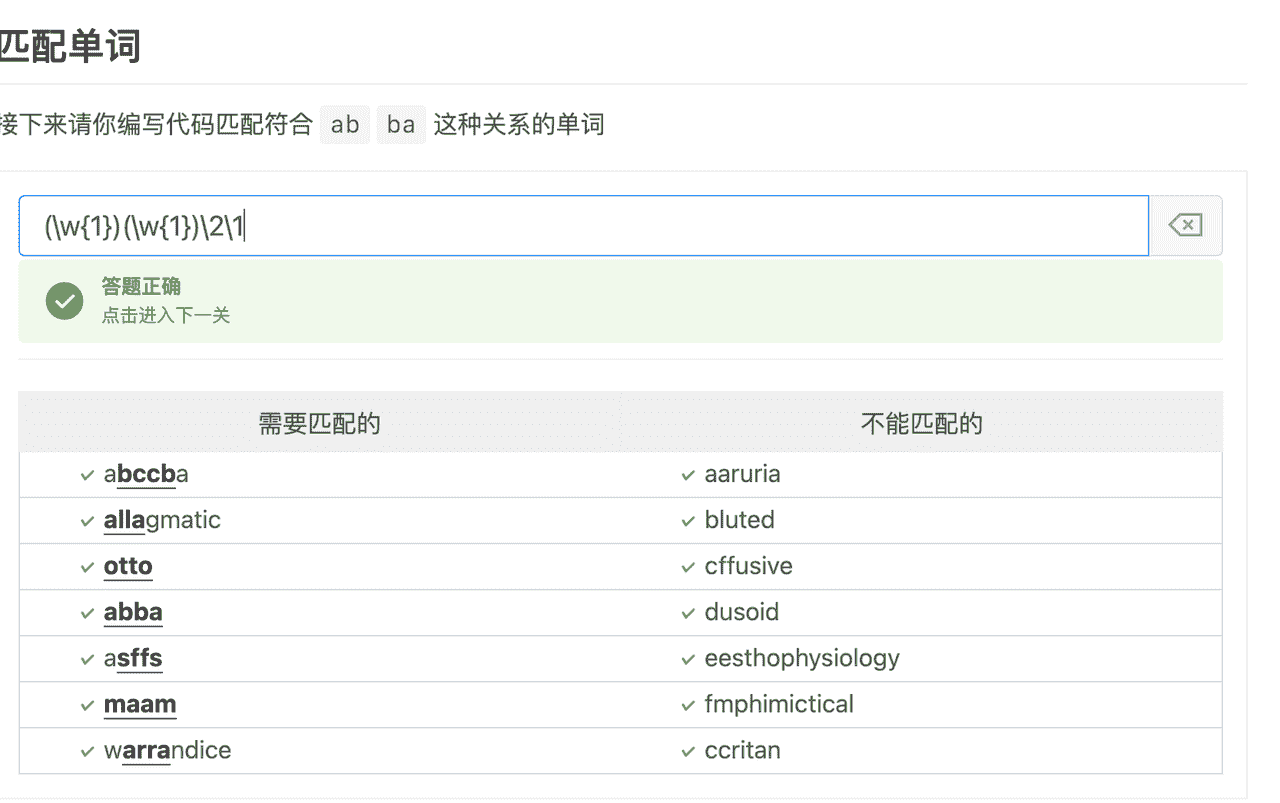 匹配单词
接下来请你编写代码匹配符合 ab ba 这种关系的单词
(\w{1})(\w{1})\2\1
答题正确
点击进入下一关
需要匹配的 不能匹配的
abccba aaruria
allagmatic bluted
otto cffusive
abba dusoid
asffs eesthophysiology
maam fmphimictical
warrandice ccritan